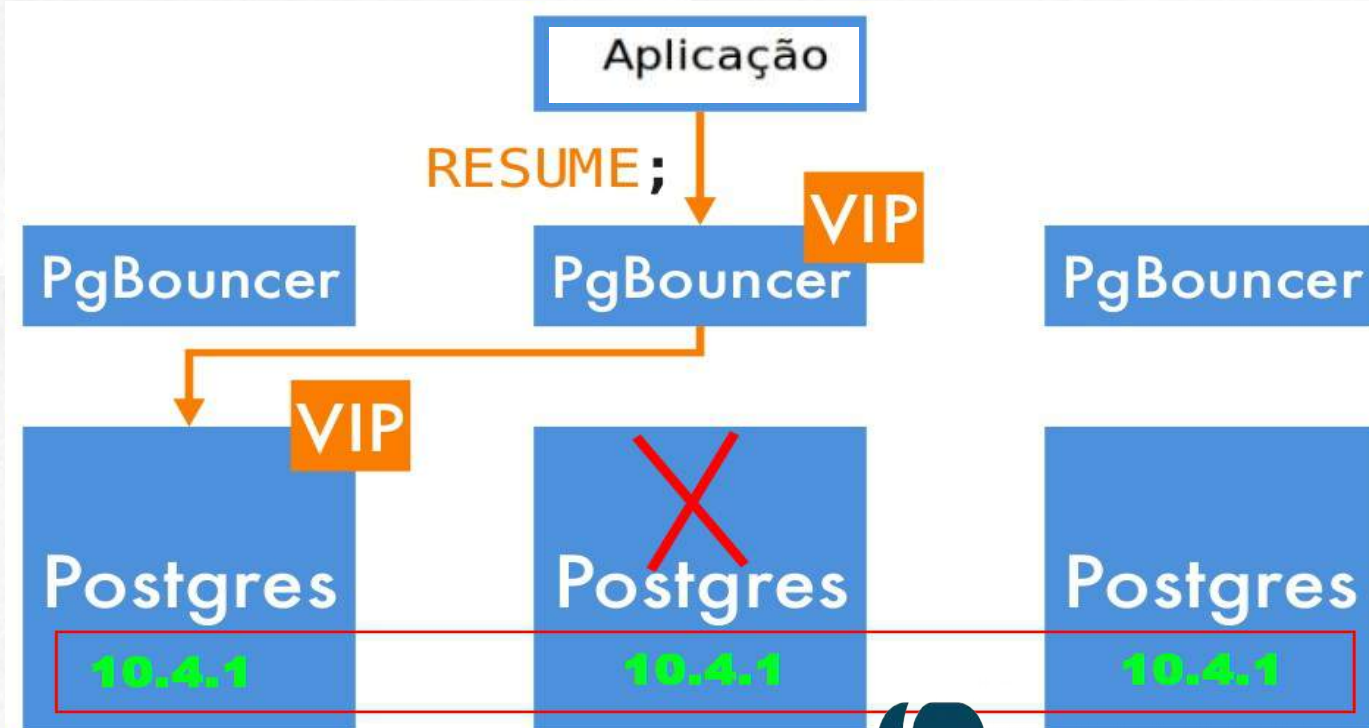 Aplicação
RESUME;
VIP
PgBouncer PgBouncer PgBouncer
VIP
Postgres Postgres Postgres
10.4.1 10.4.1 10.4.1